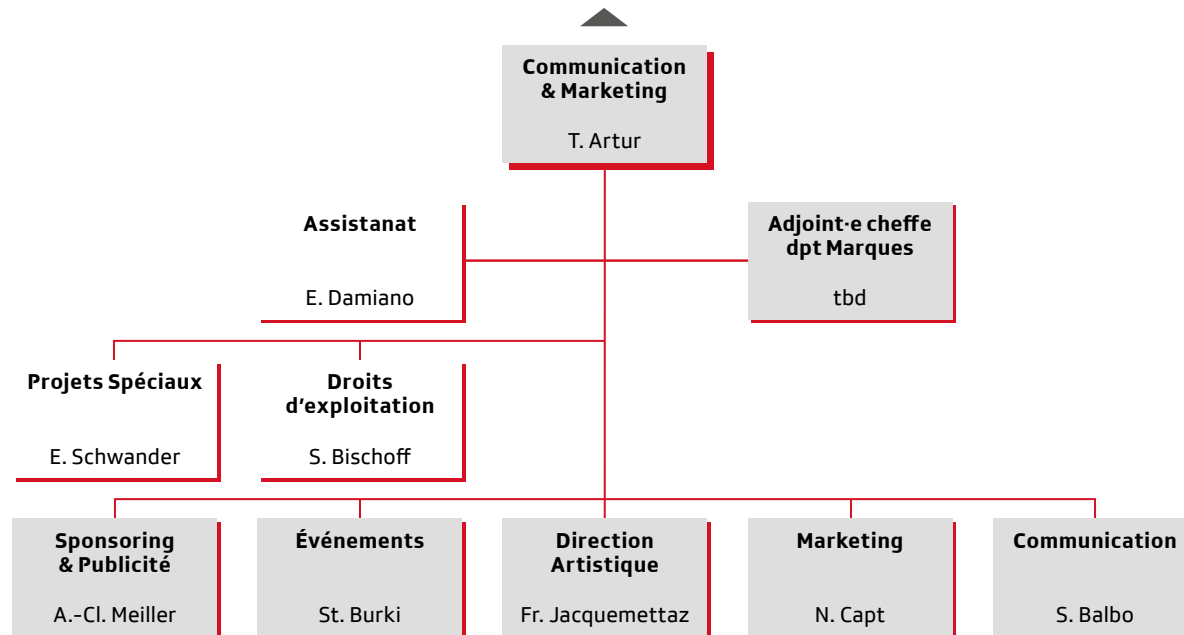 Communication
& Marketing
T. Artur
Assistanat
E. Damiano
Adjoint·e cheffe
dpt Marques
tbd
Projets Spéciaux
E. Schwander
Droits
d'exploitation
S. Bischoff
Sponsoring
& Publicité
A.-Cl. Meiller
Événements
St. Burki
Direction
Artistique
Fr. Jacquemettaz
Marketing
N. Capt
Communication
S. Balbo